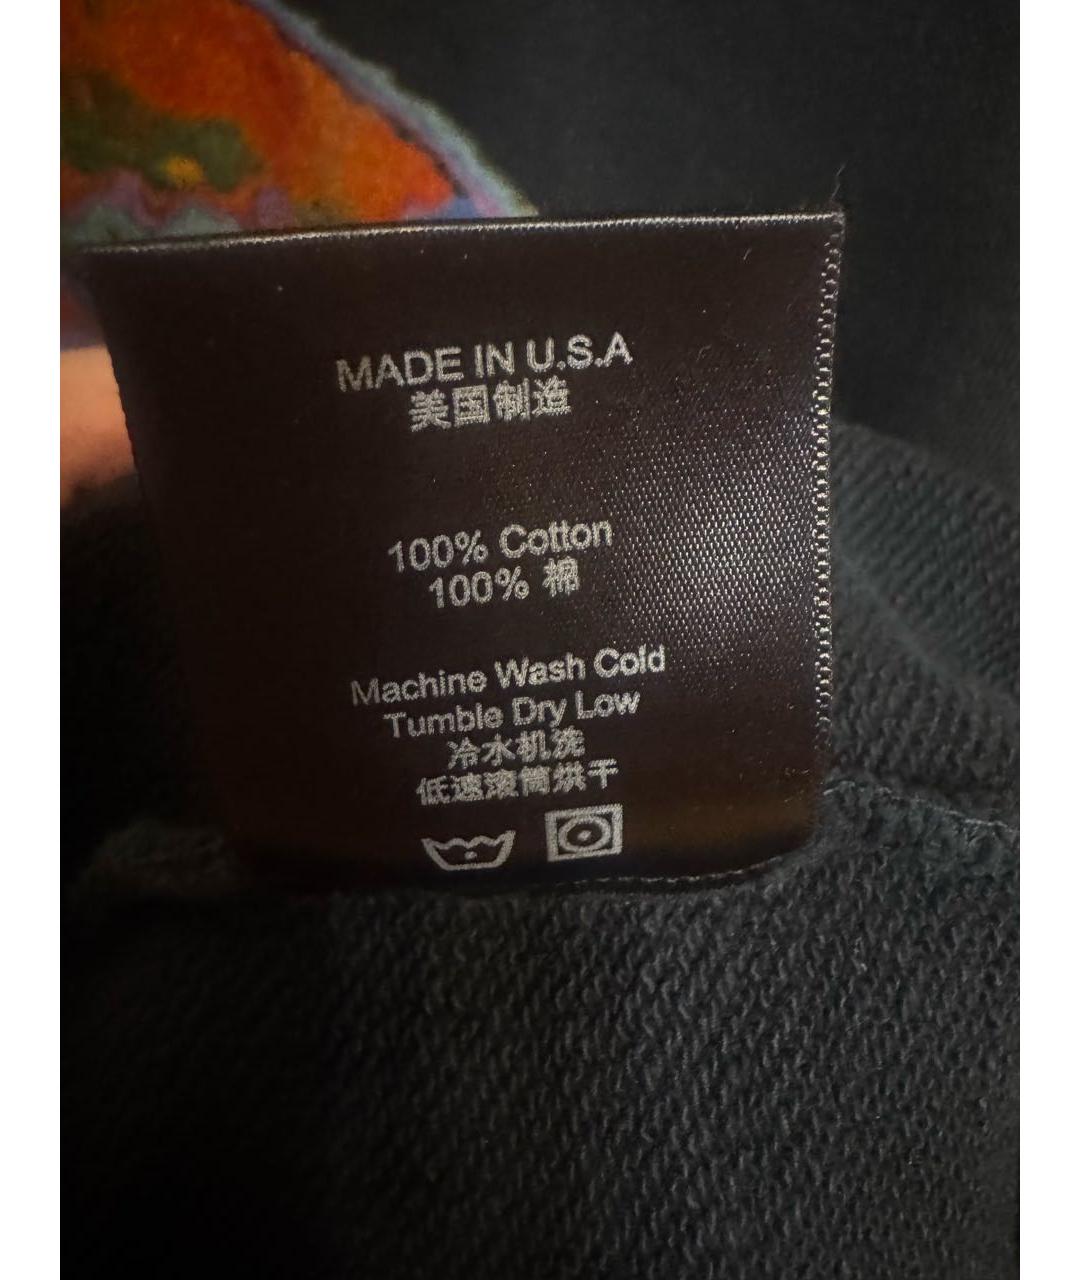 MADE IN U.S.A
美国制造
100% Cotton
100% 棉
Machine Wash Cold
Tumble Dry Low
冷水机洗
低速滚筒烘干